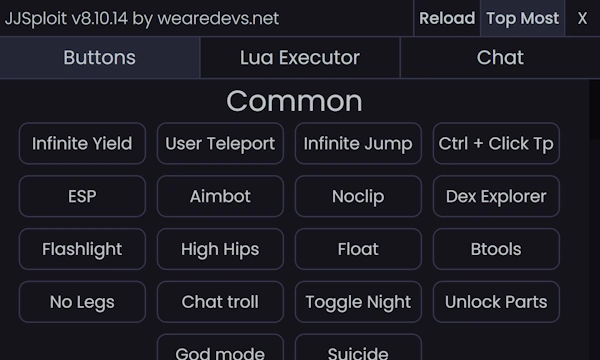 JJSploit v8.10.14 by wearedevs.net Reload Top Most X
Buttons Lua Executor Chat
Common
Infinite Yield User Teleport Infinite Jump Ctrl + Click Tp
ESP Aimbot Noclip Dex Explorer
Flashlight High Hips Float Btools
No Legs Chat troll Toggle Night Unlock Parts
God mode Suicide